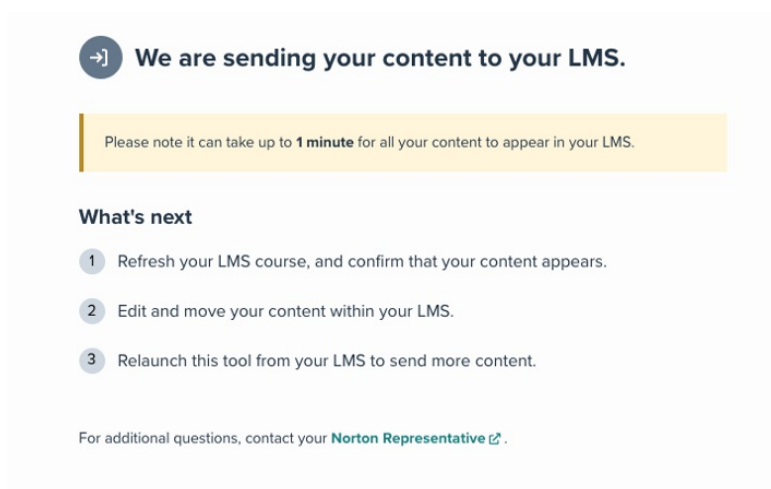 We are sending your content to your LMS.
Please note it can take up to 1 minute for all your content to appear in your LMS.
What's next
1 Refresh your LMS course, and confirm that your content appears.
2 Edit and move your content within your LMS.
3 Relaunch this tool from your LMS to send more content.
For additional questions, contact your Norton Representative .